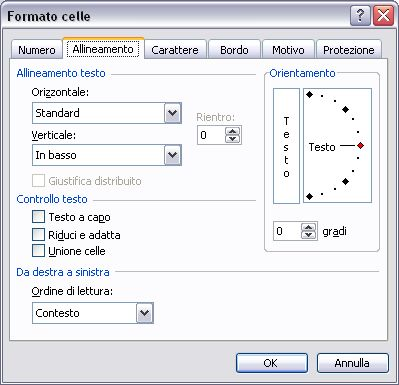 Formato celle
Numero Allineamento Carattere Bordo Motivo Protezione
Allineamento testo
Orizzontale:
Standard
Rientro:
0
Verticale:
In basso
Giustifica distribuito
Orientamento
Testo
Testo
0 gradi
Controllo testo
Testo a capo
Riduci e adatta
Unione celle
Da destra a sinistra
Ordine di lettura:
Contesto
OK Annulla